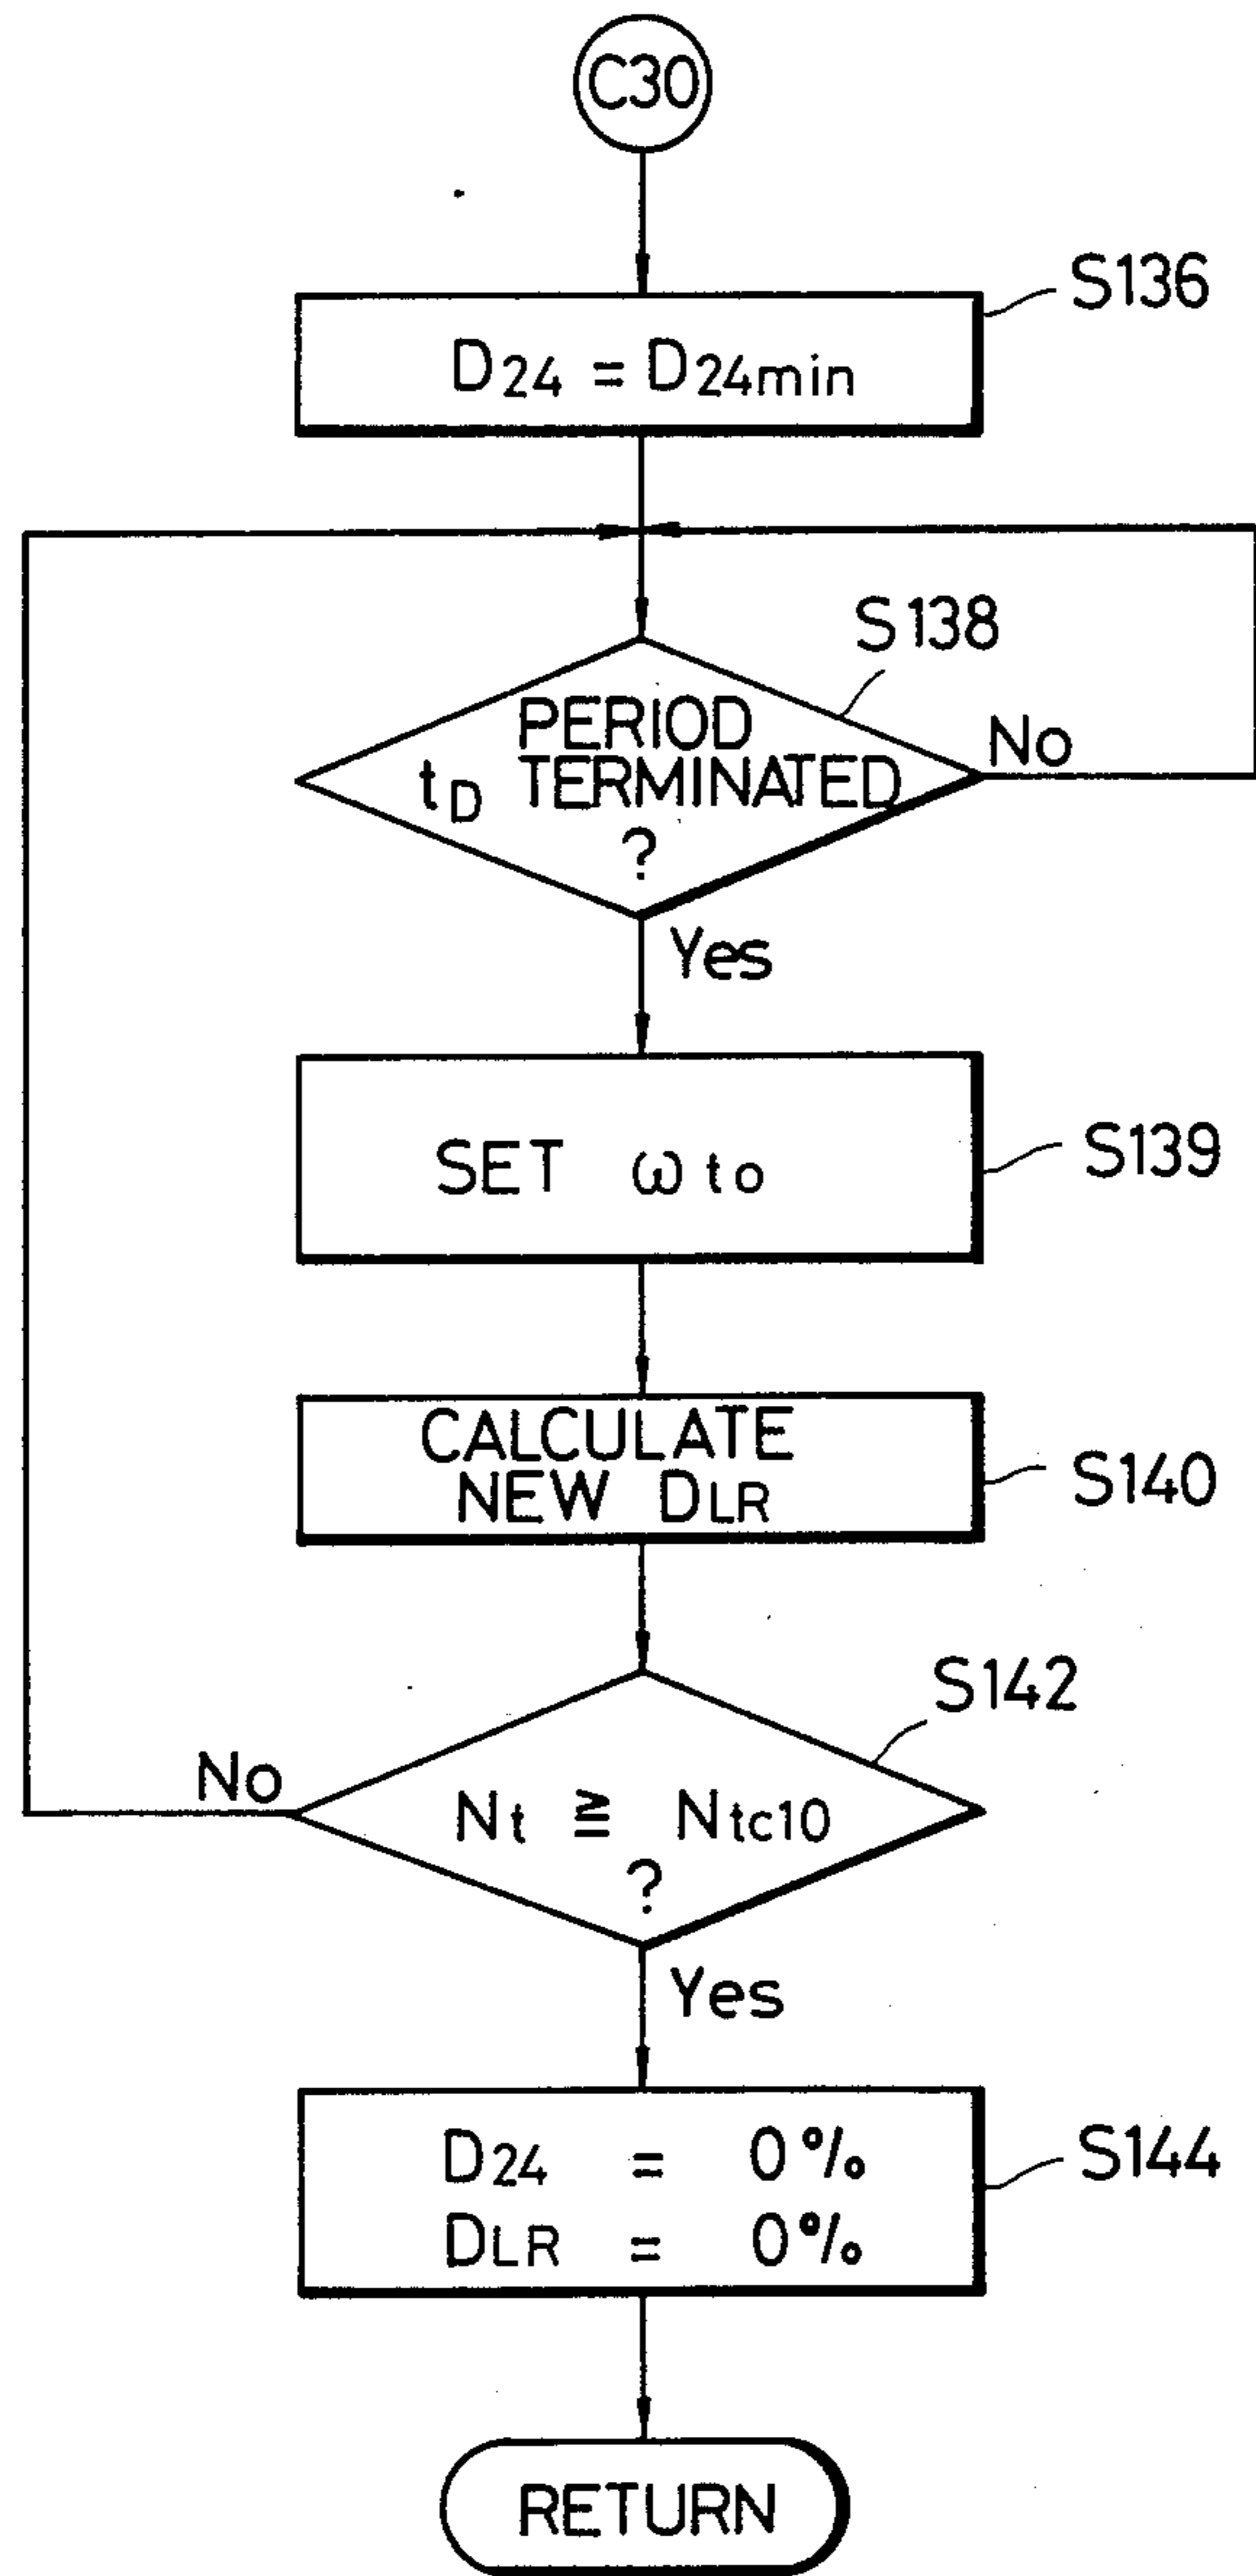 C30
S136
D24 = D24min
S138
PERIOD
tD TERMINATED
?
No
Yes
SET ωto
S139
CALCULATE
NEW DLR
S140
S142
No
Nt ≧ Ntc10
?
Yes
D24 = 0%
DLR = 0%
S144
RETURN